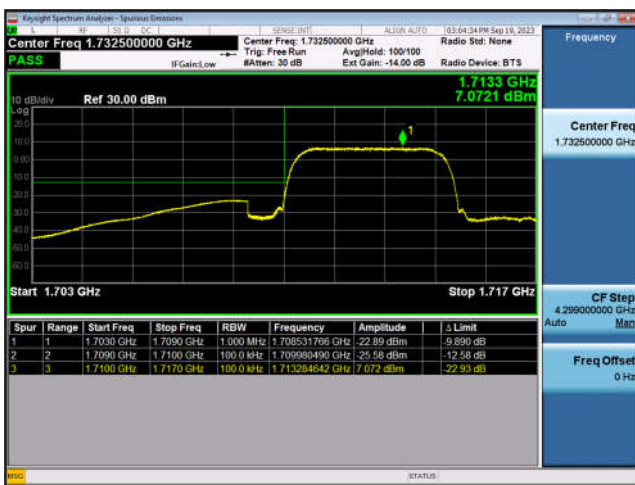 Keysight Spectrum Analyzer - Spurious Emissions
L RF 50 Ω DC SENSE:INT ALIGN AUTO 03:04:34 PM Sep 19, 2023
Center Freq 1.732500000 GHz Center Freq: 1.732500000 GHz Radio Std: None Frequency
Trig: Free Run Avg|Hold: 100/100
PASS IFGain:Low #Atten: 30 dB Ext Gain: -14.00 dB Radio Device: BTS
1.7133 GHz
10 dB/div Ref 30.00 dBm 7.0721 dBm
Log
20.0
10.0
0.00
-10.0
-20.0
-30.0
-40.0
-50.0
-60.0
1
Start 1.703 GHz Stop 1.717 GHz
Center Freq
1.732500000 GHz
CF Step
4.299000000 GHz
Auto Man
Freq Offset
0 Hz
Spur Range Start Freq Stop Freq RBW Frequency Amplitude Δ Limit
1 1 1.7030 GHz 1.7090 GHz 1.000 MHz 1.708531766 GHz -22.89 dBm -9.890 dB
2 2 1.7090 GHz 1.7100 GHz 100.0 kHz 1.709980490 GHz -25.58 dBm -12.58 dB
3 3 1.7100 GHz 1.7170 GHz 100.0 kHz 1.713284642 GHz 7.072 dBm -22.93 dB
MSG STATUS